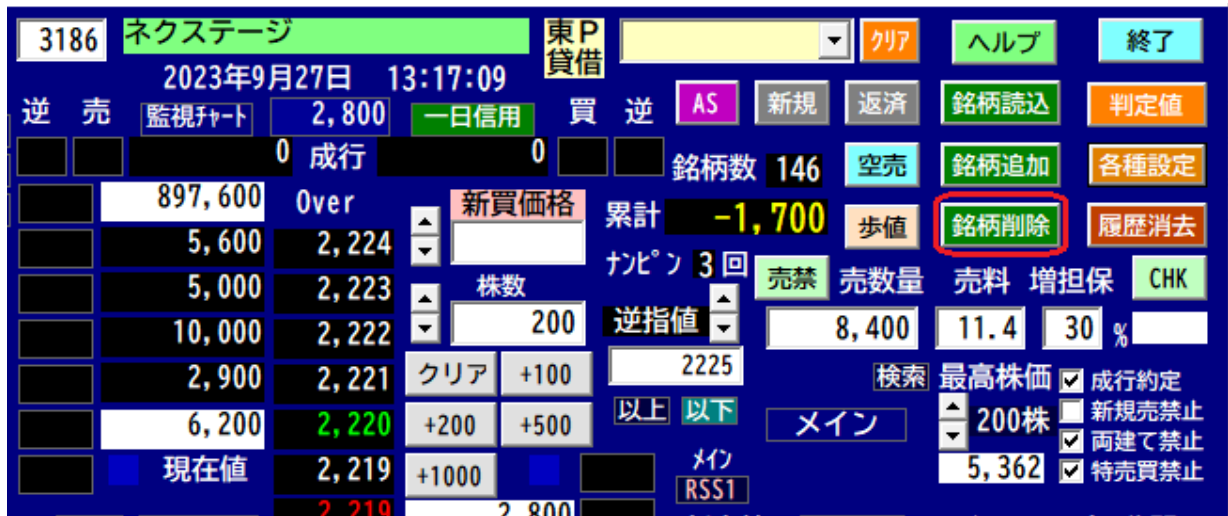 3186 ネクステージ 東P 貸借 クリア ヘルプ 終了
2023年9月27日 13:17:09
逆 売 監視ﾁｬｰﾄ 2,800 一日信用 買 逆 AS 新規 返済 銘柄読込 判定値
0 成行 0 銘柄数 146 空売 銘柄追加 各種設定
897,600 Over 新買価格 累計 -1,700 歩値 銘柄削除 履歴消去
5,600 2,224 ﾅﾝﾋﾟﾝ 3回 売禁 売数量 売料 増担保 CHK
5,000 2,223 株数
10,000 2,222 200 逆指値 8,400 11.4 30 %
2,900 2,221 クリア +100 2225 検索 最高株価 成行約定
6,200 2,220 +200 +500 以上 以下 メイン 200株 新規売禁止
両建て禁止
現在値 2,219 +1000 ﾒｲﾝ 5,362 特売買禁止
RSS1
2,219 2,800